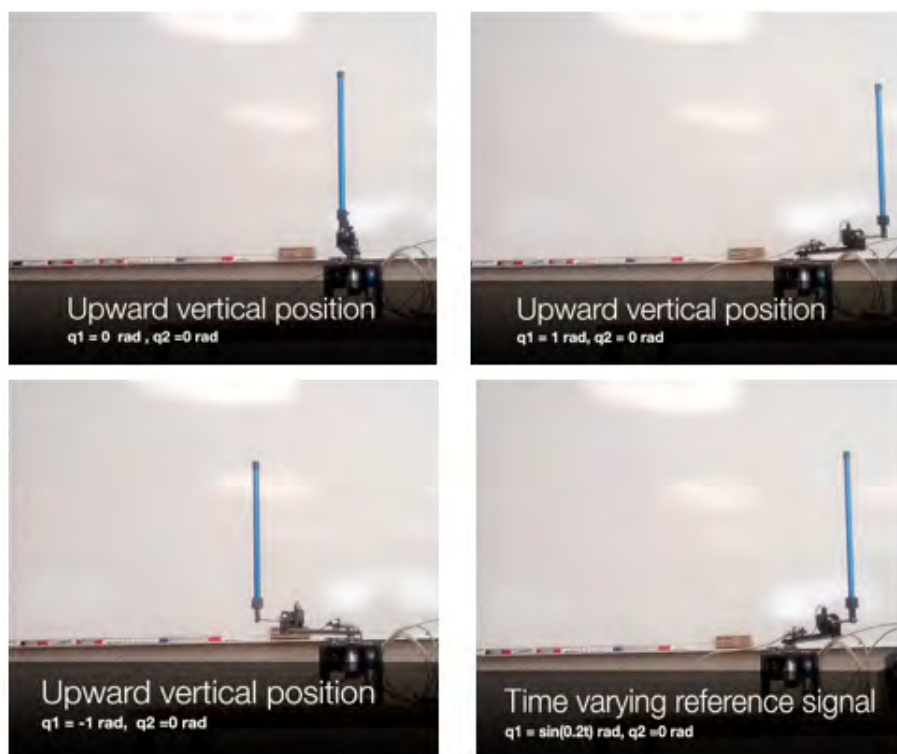 Upward vertical position
q1 = 0 rad , q2 =0 rad
Upward vertical position
q1 = 1 rad, q2 = 0 rad
Upward vertical position
q1 = -1 rad, q2 =0 rad
Time varying reference signal
q1 = sin(0.2t) rad, q2 =0 rad